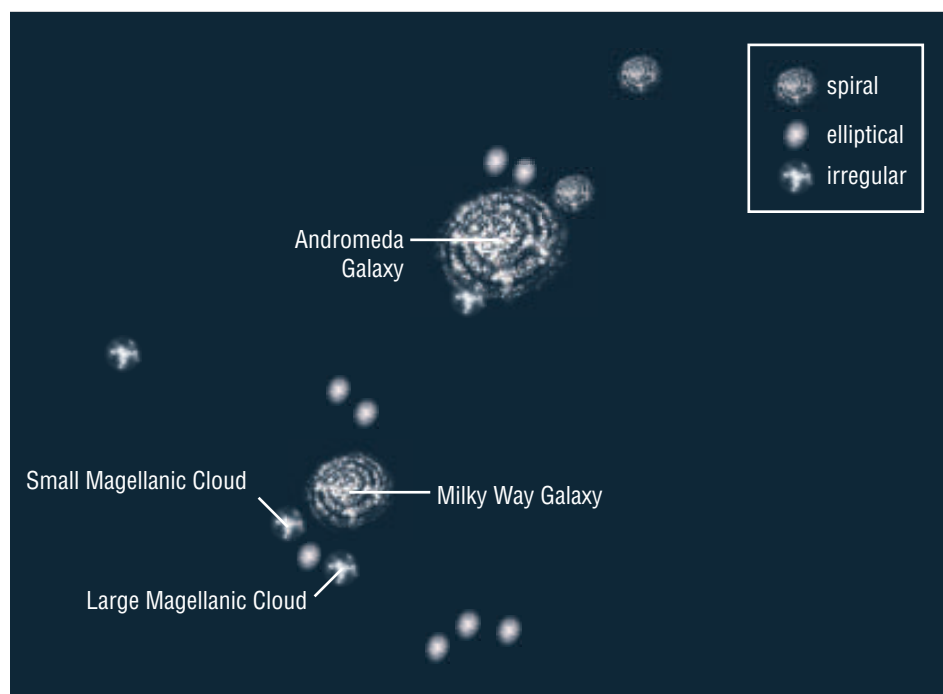 spiral
elliptical
irregular
Andromeda
Galaxy
Small Magellanic Cloud
Milky Way Galaxy
Large Magellanic Cloud